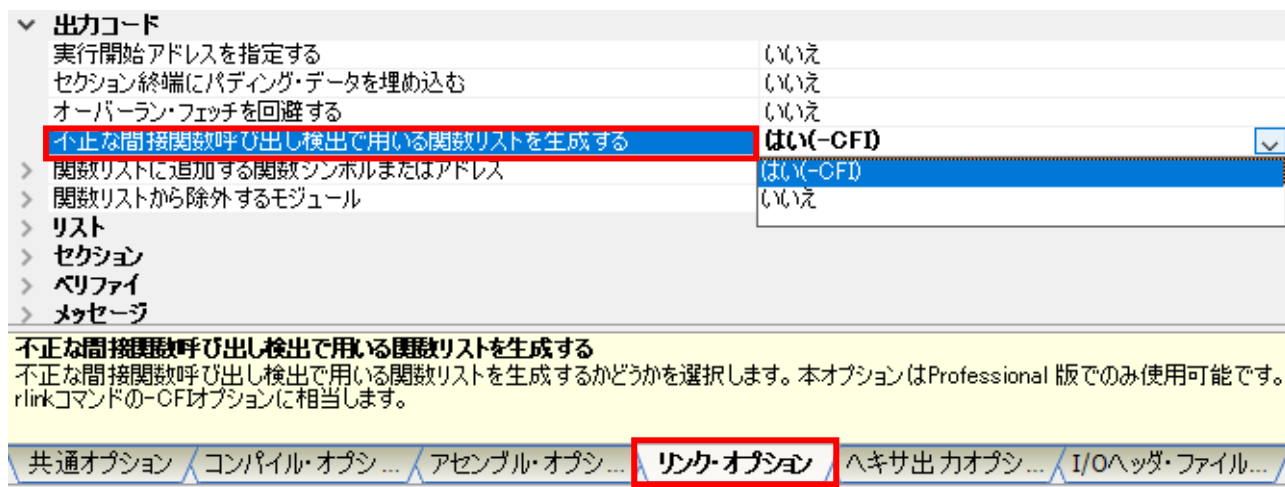 出力コード
実行開始アドレスを指定する いいえ
セクション終端にパディング・データを埋め込む いいえ
オーバーラン・フェッチを回避する いいえ
不正な間接関数呼び出し検出で用いる関数リストを生成する はい(-CFI)
関数リストに追加する関数シンボルまたはアドレス はい(-CFI)
関数リストから除外するモジュール いいえ
リスト
セクション
ベリファイ
メッセージ
不正な間接関数呼び出し検出で用いる関数リストを生成する
不正な間接関数呼び出し検出で用いる関数リストを生成するかどうかを選択します。本オプションはProfessional 版でのみ使用可能です。
rlinkコマンドの-CFIオプションに相当します。
共通オプション コンパイル・オプシ... アセンブル・オプシ... リンク・オプション ヘキサ出力オプシ... I/Oヘッダ・ファイル...